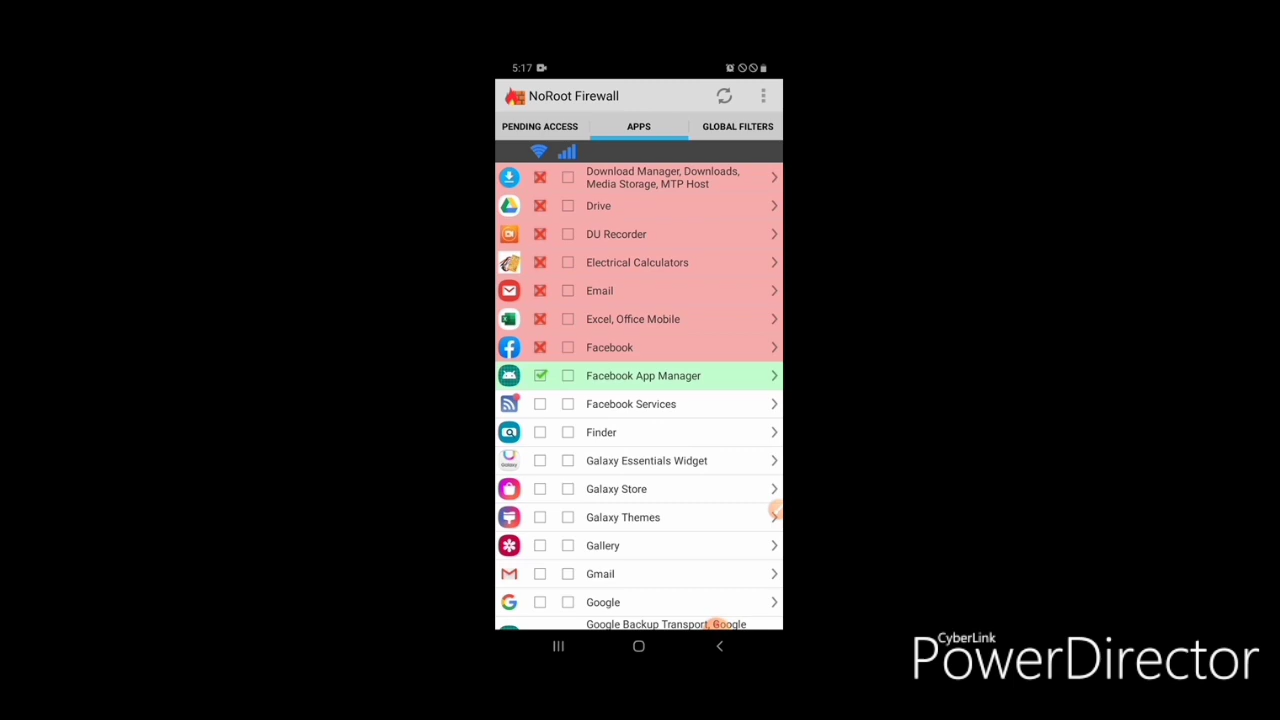 5:17
NoRoot Firewall
PENDING ACCESS
APPS
GLOBAL FILTERS
Download Manager, Downloads,
Media Storage, MTP Host
Drive
DU Recorder
Electrical Calculators
Email
Excel, Office Mobile
Facebook
Facebook App Manager
Facebook Services
Finder
Galaxy Essentials Widget
Galaxy Store
Galaxy Themes
Gallery
Gmail
Google
Google Backup Transport, Google
CyberLink
PowerDirector